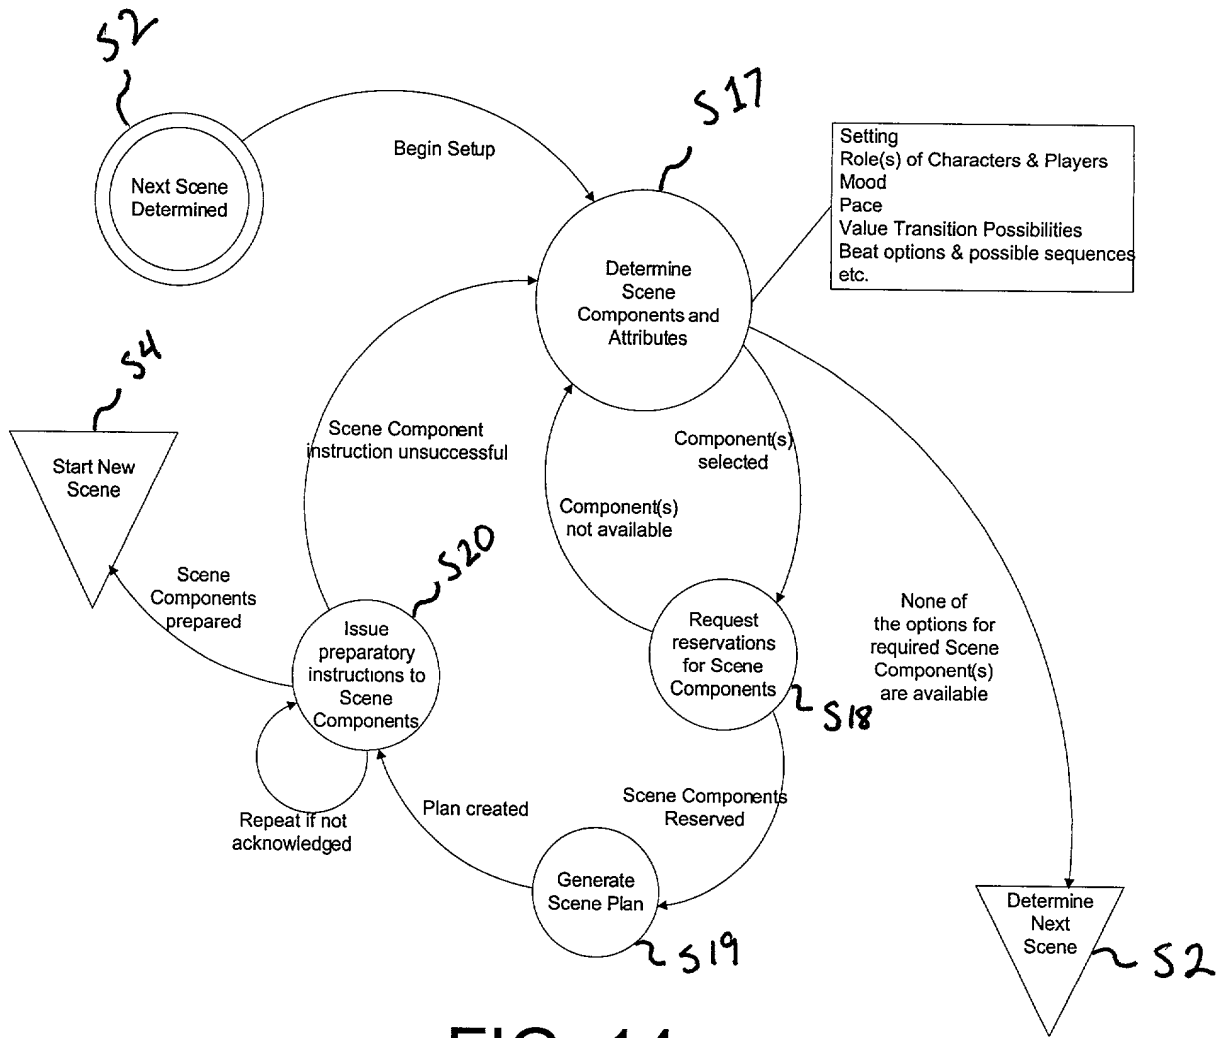 S2
Next Scene
Determined
Begin Setup
S17
Determine
Scene
Components and
Attributes
Setting
Role(s) of Characters & Players
Mood
Pace
Value Transition Possibilities
Beat options & possible sequences
etc.
S4
Start New
Scene
Scene Component
instruction unsuccessful
Component(s)
selected
Component(s)
not available
S20
Scene
Components
prepared
Issue
preparatory
instructions to
Scene
Components
Request
reservations
for Scene
Components
S18
None of
the options for
required Scene
Component(s)
are available
Repeat if not
acknowledged
Plan created
Scene Components
Reserved
Generate
Scene Plan
S19
Determine
Next
Scene
S2
FIG. 14